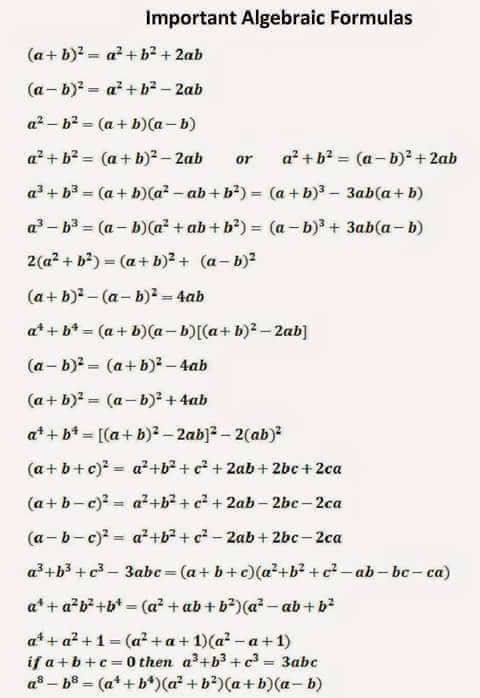 Important Algebraic Formulas
(a + b)² = a² + b² + 2ab
(a − b)² = a² + b² − 2ab
a² − b² = (a + b)(a − b)
a² + b² = (a + b)² − 2ab or a² + b² = (a − b)² + 2ab
a³ + b³ = (a + b)(a² − ab + b²) = (a + b)³ − 3ab(a + b)
a³ − b³ = (a − b)(a² + ab + b²) = (a − b)³ + 3ab(a − b)
2(a² + b²) = (a + b)² + (a − b)²
(a + b)² − (a − b)² = 4ab
a⁴ + b⁴ = (a + b)(a − b)[(a + b)² − 2ab]
(a − b)² = (a + b)² − 4ab
(a + b)² = (a − b)² + 4ab
a⁴ + b⁴ = [(a + b)² − 2ab]² − 2(ab)²
(a + b + c)² = a² + b² + c² + 2ab + 2bc + 2ca
(a + b − c)² = a² + b² + c² + 2ab − 2bc − 2ca
(a − b − c)² = a² + b² + c² − 2ab + 2bc − 2ca
a³ + b³ + c³ − 3abc = (a + b + c)(a² + b² + c² − ab − bc − ca)
a⁴ + a²b² + b⁴ = (a² + ab + b²)(a² − ab + b²
a⁴ + a² + 1 = (a² + a + 1)(a² − a + 1)
if a + b + c = 0 then a³ + b³ + c³ = 3abc
a⁸ − b⁸ = (a⁴ + b⁴)(a² + b²)(a + b)(a − b)